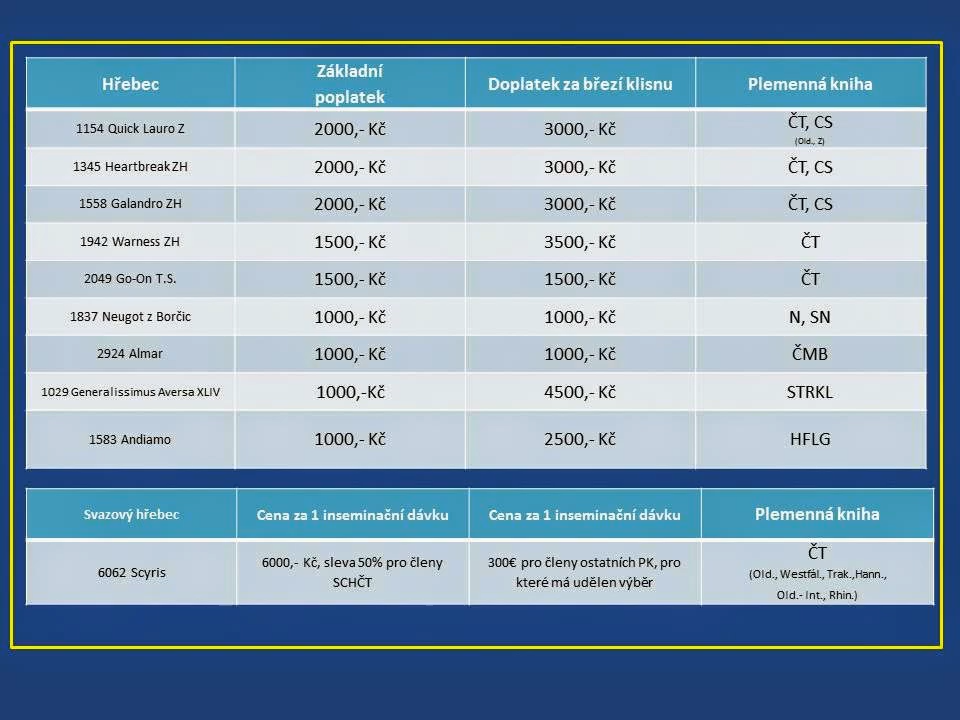 Hřebec
Základní
poplatek
Doplatek za březí klisnu
Plemenná kniha
1154 Quick Lauro Z
2000,- Kč
3000,- Kč
ČT, CS
(Old., Z)
1345 Heartbreak ZH
2000,- Kč
3000,- Kč
ČT, CS
1558 Galandro ZH
2000,- Kč
3000,- Kč
ČT, CS
1942 Warness ZH
1500,- Kč
3500,- Kč
ČT
2049 Go-On T.S.
1500,- Kč
1500,- Kč
ČT
1837 Neugot z Borčic
1000,- Kč
1000,- Kč
N, SN
2924 Almar
1000,- Kč
1000,- Kč
ČMB
1029 Generalissimus Aversa XLIV
1000,-Kč
4500,- Kč
STRKL
1583 Andiamo
1000,- Kč
2500,- Kč
HFLG
Svazový hřebec
Cena za 1 inseminační dávku
Cena za 1 inseminační dávku
Plemenná kniha
6062 Scyris
6000,- Kč, sleva 50% pro členy
SCHČT
300€ pro členy ostatních PK, pro
které má udělen výběr
ČT
(Old., Westfál., Trak.,Hann.,
Old.- Int., Rhin.)